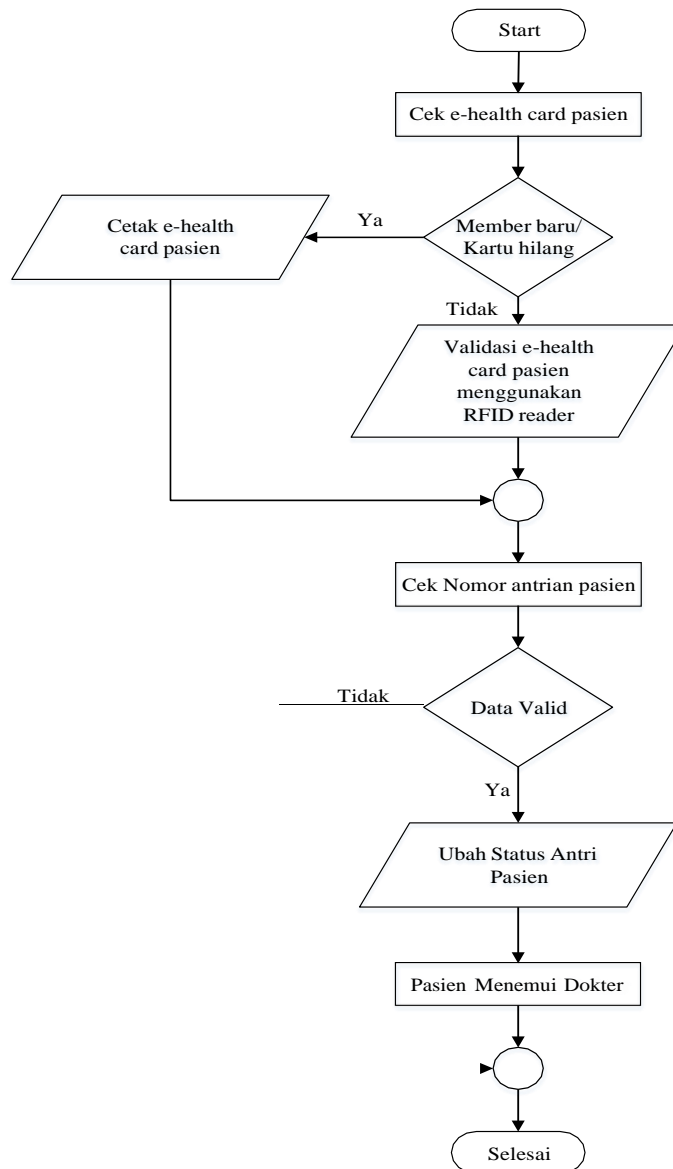 Start
Cek e-health card pasien
Ya
Cetak e-health
card pasien
Member baru/
Kartu hilang
Tidak
Validasi e-health
card pasien
menggunakan
RFID reader
Cek Nomor antrian pasien
Tidak
Data Valid
Ya
Ubah Status Antri
Pasien
Pasien Menemui Dokter
Selesai